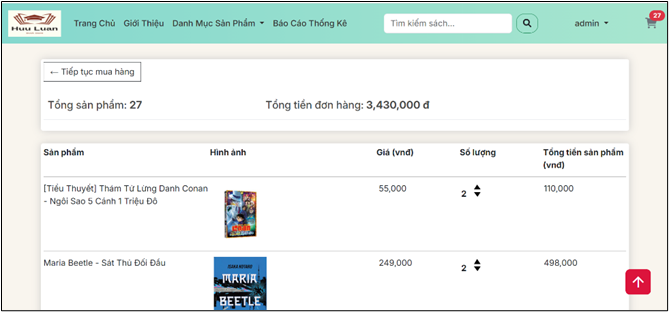 Huu Luan
Trang Chủ Giới Thiệu Danh Mục Sản Phẩm Báo Cáo Thống Kê
Tìm kiếm sách...
admin
27
← Tiếp tục mua hàng
Tổng sản phẩm: 27 Tổng tiền đơn hàng: 3,430,000 đ
Sản phẩm Hình ảnh Giá (vnđ) Số lượng Tổng tiền sản phẩm
(vnđ)
[Tiểu Thuyết] Thám Tử Lừng Danh Conan 55,000 2 110,000
- Ngôi Sao 5 Cánh 1 Triệu Đô
Maria Beetle - Sát Thủ Đối Đầu 249,000 2 498,000
MARIA
BEETLE